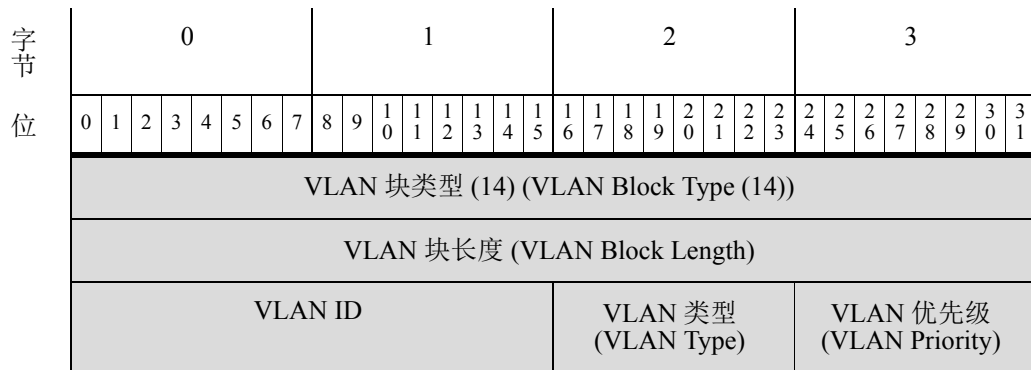 字节 0 1 2 3
位 0 1 2 3 4 5 6 7 8 9 10 11 12 13 14 15 16 17 18 19 20 21 22 23 24 25 26 27 28 29 30 31
VLAN 块类型 (14) (VLAN Block Type (14))
VLAN 块长度 (VLAN Block Length)
VLAN ID
VLAN 类型
(VLAN Type)
VLAN 优先级
(VLAN Priority)